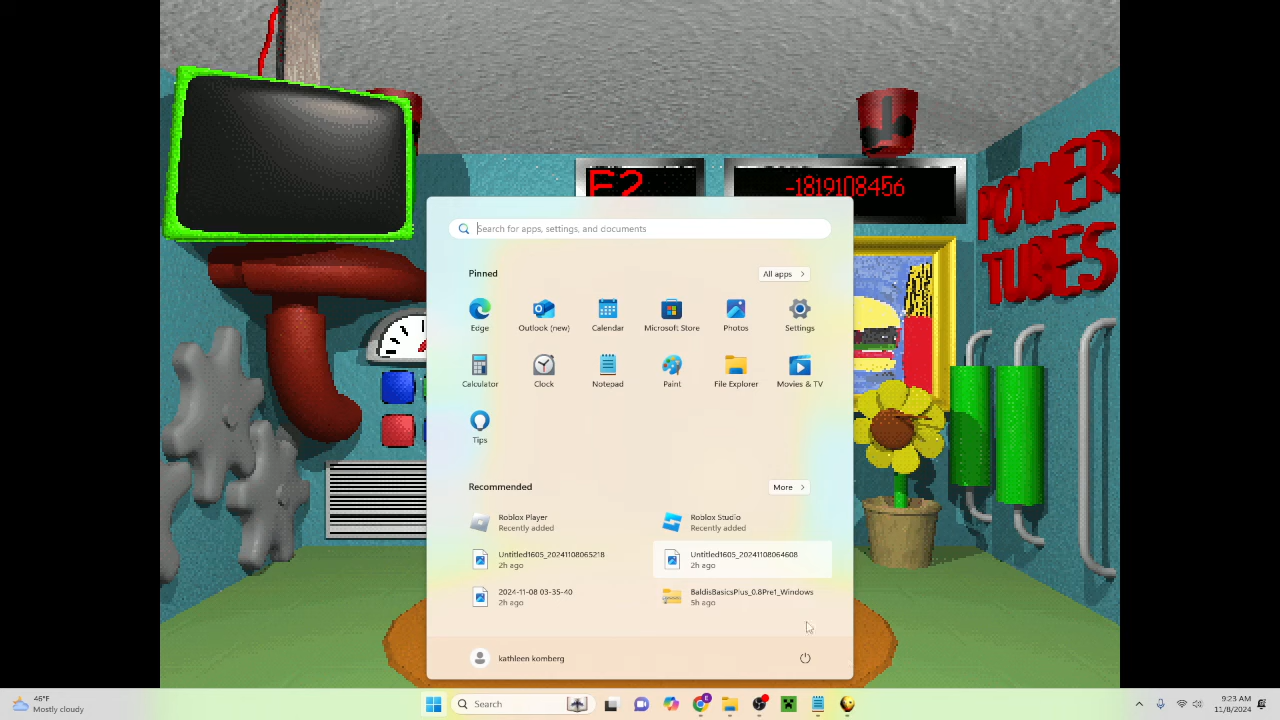 F2
-1819108456
POWER
TUBES
Search for apps, settings, and documents
Pinned
All apps
Edge
Outlook (new)
Calendar
Microsoft Store
Photos
Settings
Calculator
Clock
Notepad
Paint
File Explorer
Movies & TV
Tips
Recommended
More
Roblox Player
Recently added
Roblox Studio
Recently added
Untitled1605_20241108065218
2h ago
Untitled1605_20241108064608
2h ago
2024-11-08 03-35-40
2h ago
BaldisBasicsPlus_0.8Pre1_Windows
5h ago
kathleen komberg
46°F
Mostly cloudy
Search
E
9:23 AM
11/8/2024